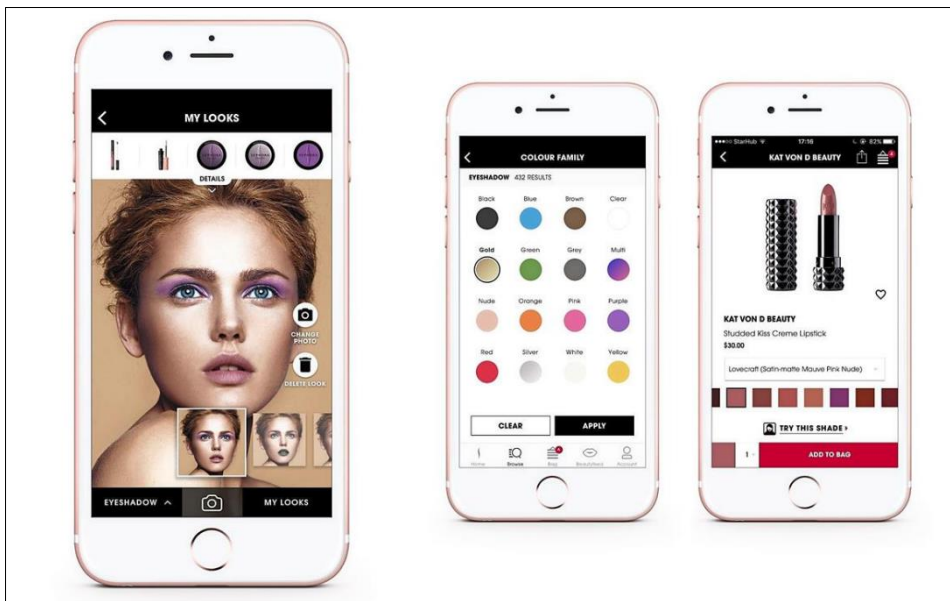 MY LOOKS
DETAILS
CHANGE
PHOTO
DELETE LOOK
EYESHADOW
MY LOOKS
COLOUR FAMILY
EYESHADOW 432 RESULTS
Black Blue Brown Clear
Gold Green Grey Multi
Nude Orange Pink Purple
Red Silver White Yellow
CLEAR APPLY
Home Browse Bag Beautyfeed Account
StarHub 17:16 82%
KAT VON D BEAUTY
KAT VON D BEAUTY
Studded Kiss Creme Lipstick
$30.00
Lovecraft (Satin-matte Mauve Pink Nude)
TRY THIS SHADE
1
ADD TO BAG